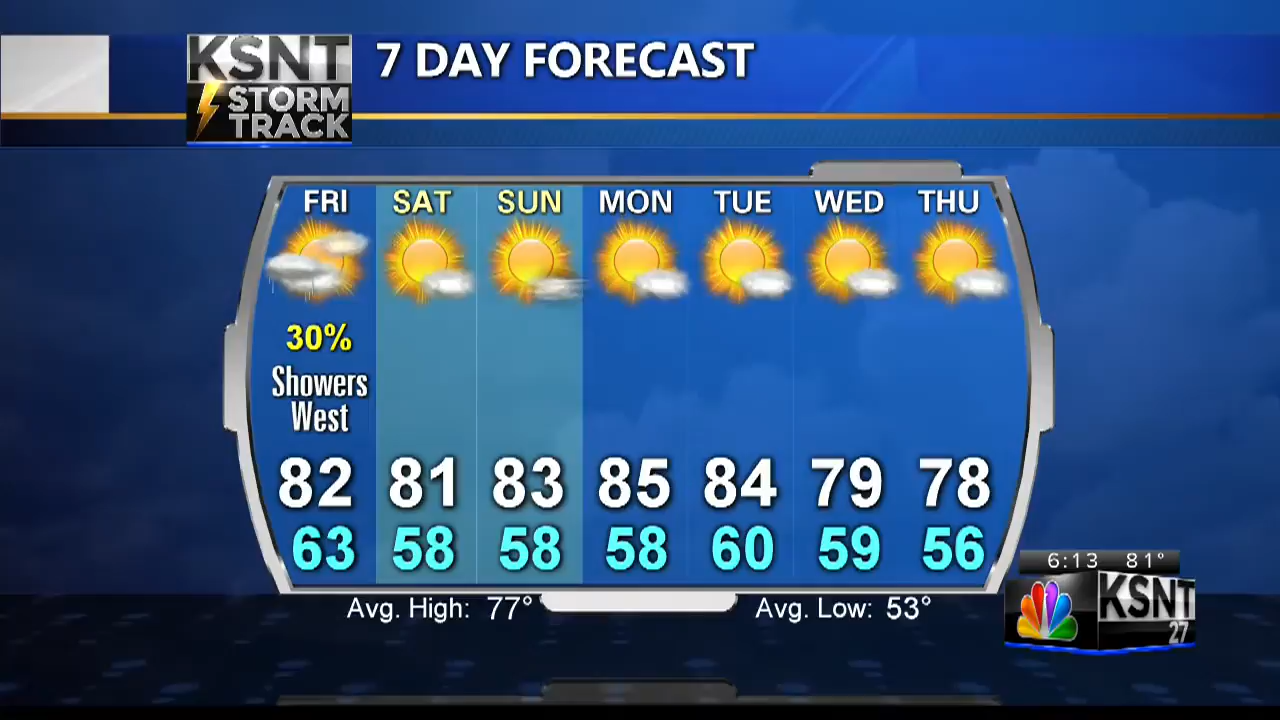 KSNT
STORM
TRACK
7 DAY FORECAST
FRI SAT SUN MON TUE WED THU
30%
Showers
West
82 81 83 85 84 79 78
63 58 58 58 60 59 56
Avg. High: 77° Avg. Low: 53°
6:13 81°
KSNT
27